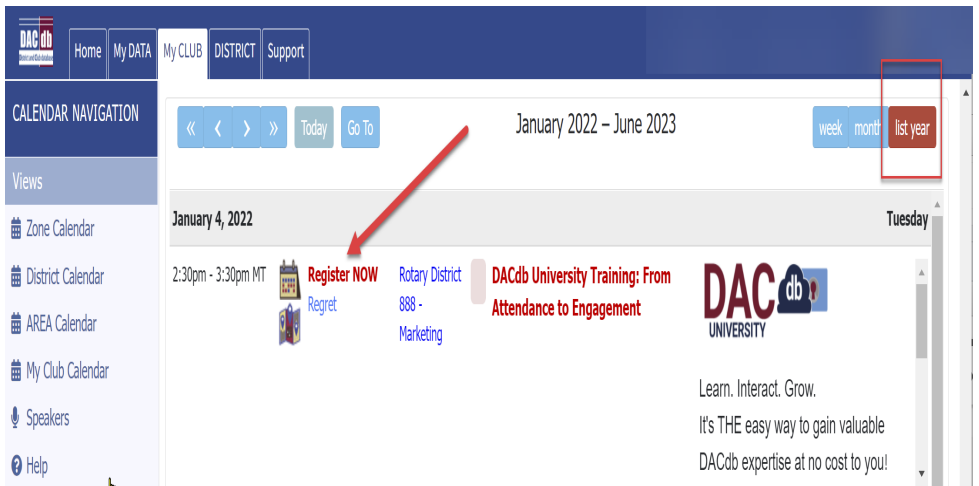 DAC db
Home My DATA My CLUB DISTRICT Support
CALENDAR NAVIGATION
Views
Zone Calendar
District Calendar
AREA Calendar
My Club Calendar
Speakers
Help
« ‹ › » Today Go To
January 2022 – June 2023
week month list year
January 4, 2022 Tuesday
2:30pm - 3:30pm MT
Register NOW
Regret
Rotary District
888 -
Marketing
DACdb University Training: From
Attendance to Engagement
DAC db
UNIVERSITY
Learn. Interact. Grow.
It's THE easy way to gain valuable
DACdb expertise at no cost to you!